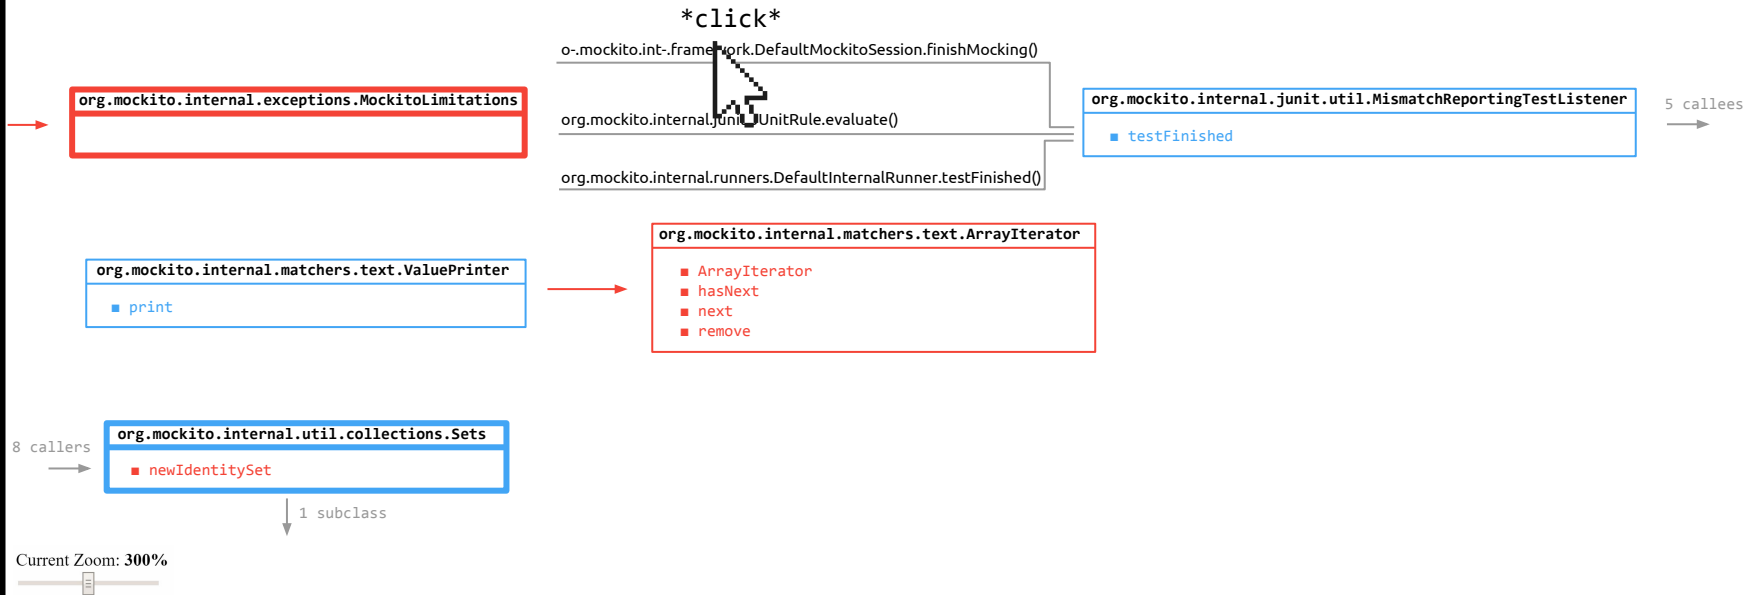 *click*
o-.mockito.int-.framework.DefaultMockitoSession.finishMocking()
org.mockito.internal.exceptions.MockitoLimitations
org.mockito.internal.junit.util.MismatchReportingTestListener
5 callees
testFinished
org.mockito.internal.junit.JUnitRule.evaluate()
org.mockito.internal.runners.DefaultInternalRunner.testFinished()
org.mockito.internal.matchers.text.ArrayIterator
ArrayIterator
hasNext
next
remove
org.mockito.internal.matchers.text.ValuePrinter
print
8 callers
org.mockito.internal.util.collections.Sets
newIdentitySet
1 subclass
Current Zoom: 300%